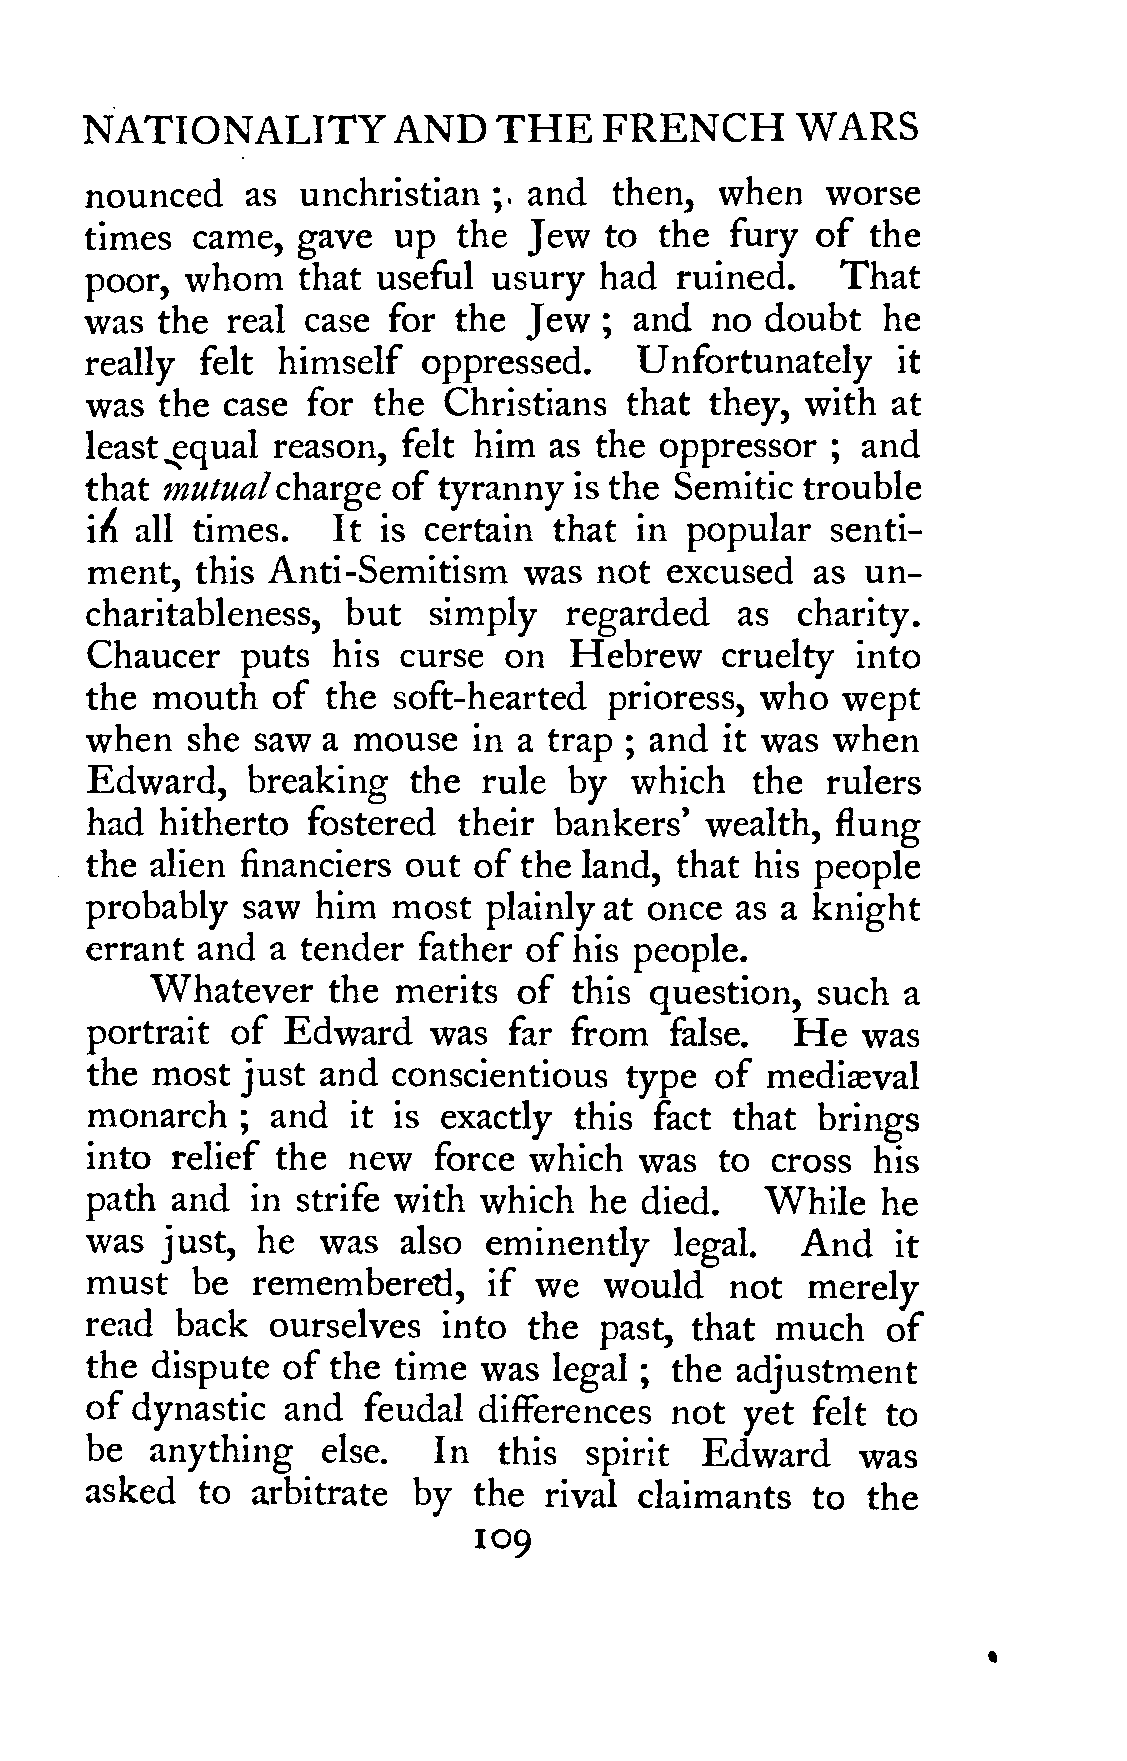 NATIONALITY AND THE FRENCH WARS
nounced as unchristian ; and then, when worse
times came, gave up the Jew to the fury of the
poor, whom that useful usury had ruined. That
was the real case for the Jew ; and no doubt he
really felt himself oppressed. Unfortunately it
was the case for the Christians that they, with at
least equal reason, felt him as the oppressor ; and
that mutual charge of tyranny is the Semitic trouble
in all times. It is certain that in popular senti-
ment, this Anti-Semitism was not excused as un-
charitableness, but simply regarded as charity.
Chaucer puts his curse on Hebrew cruelty into
the mouth of the soft-hearted prioress, who wept
when she saw a mouse in a trap ; and it was when
Edward, breaking the rule by which the rulers
had hitherto fostered their bankers' wealth, flung
the alien financiers out of the land, that his people
probably saw him most plainly at once as a knight
errant and a tender father of his people.
Whatever the merits of this question, such a
portrait of Edward was far from false. He was
the most just and conscientious type of mediæval
monarch ; and it is exactly this fact that brings
into relief the new force which was to cross his
path and in strife with which he died. While he
was just, he was also eminently legal. And it
must be remembered, if we would not merely
read back ourselves into the past, that much of
the dispute of the time was legal ; the adjustment
of dynastic and feudal differences not yet felt to
be anything else. In this spirit Edward was
asked to arbitrate by the rival claimants to the
109